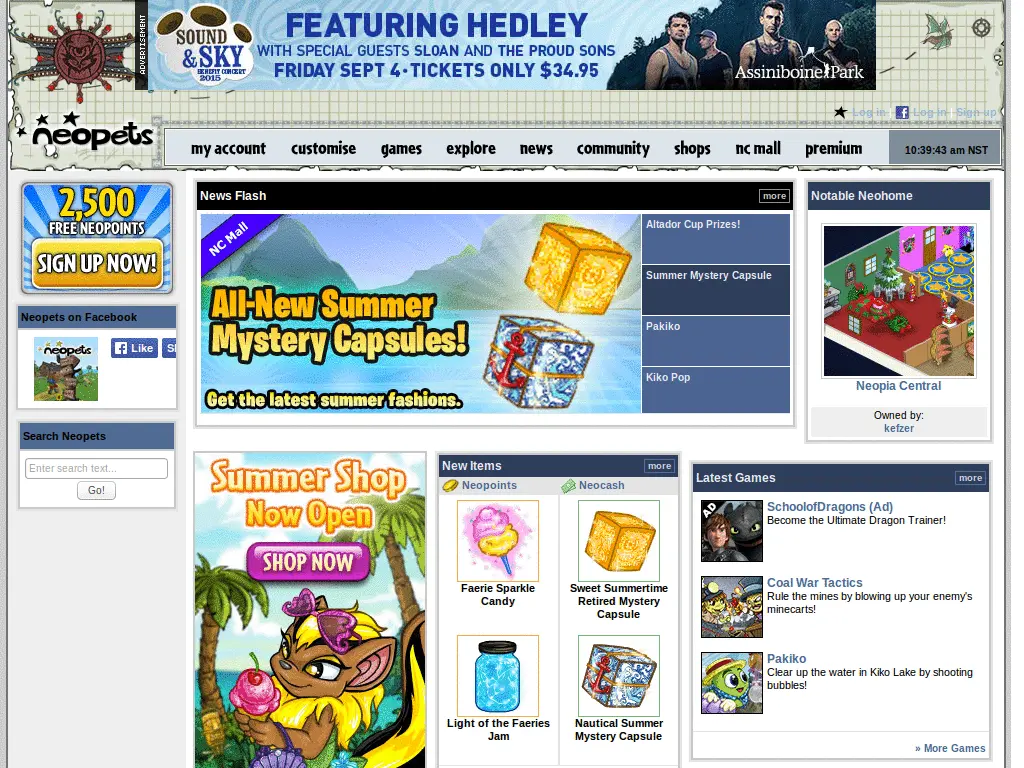 ADVERTISEMENT
SOUND
& SKY
BENEFIT CONCERT
2015
FEATURING HEDLEY
WITH SPECIAL GUESTS SLOAN AND THE PROUD SONS
FRIDAY SEPT 4 • TICKETS ONLY $34.95
Assiniboine Park
Log in
Log in
Sign up
neopets
my account
customise
games
explore
news
community
shops
nc mall
premium
10:39:43 am NST
2,500
FREE NEOPOINTS
SIGN UP NOW!
Neopets on Facebook
neopets
Like
Search Neopets
Enter search text...
Go!
News Flash
more
NC Mall
All-New Summer
Mystery Capsules!
Get the latest summer fashions.
Altador Cup Prizes!
Summer Mystery Capsule
Pakiko
Kiko Pop
Notable Neohome
Neopia Central
Owned by:
kefzer
Summer Shop
Now Open
SHOP NOW
New Items
more
Neopoints
Neocash
Faerie Sparkle
Candy
Sweet Summertime
Retired Mystery
Capsule
Light of the Faeries
Jam
Nautical Summer
Mystery Capsule
Latest Games
more
AD
SchoolofDragons (Ad)
Become the Ultimate Dragon Trainer!
Coal War Tactics
Rule the mines by blowing up your enemy's
minecarts!
Pakiko
Clear up the water in Kiko Lake by shooting
bubbles!
» More Games